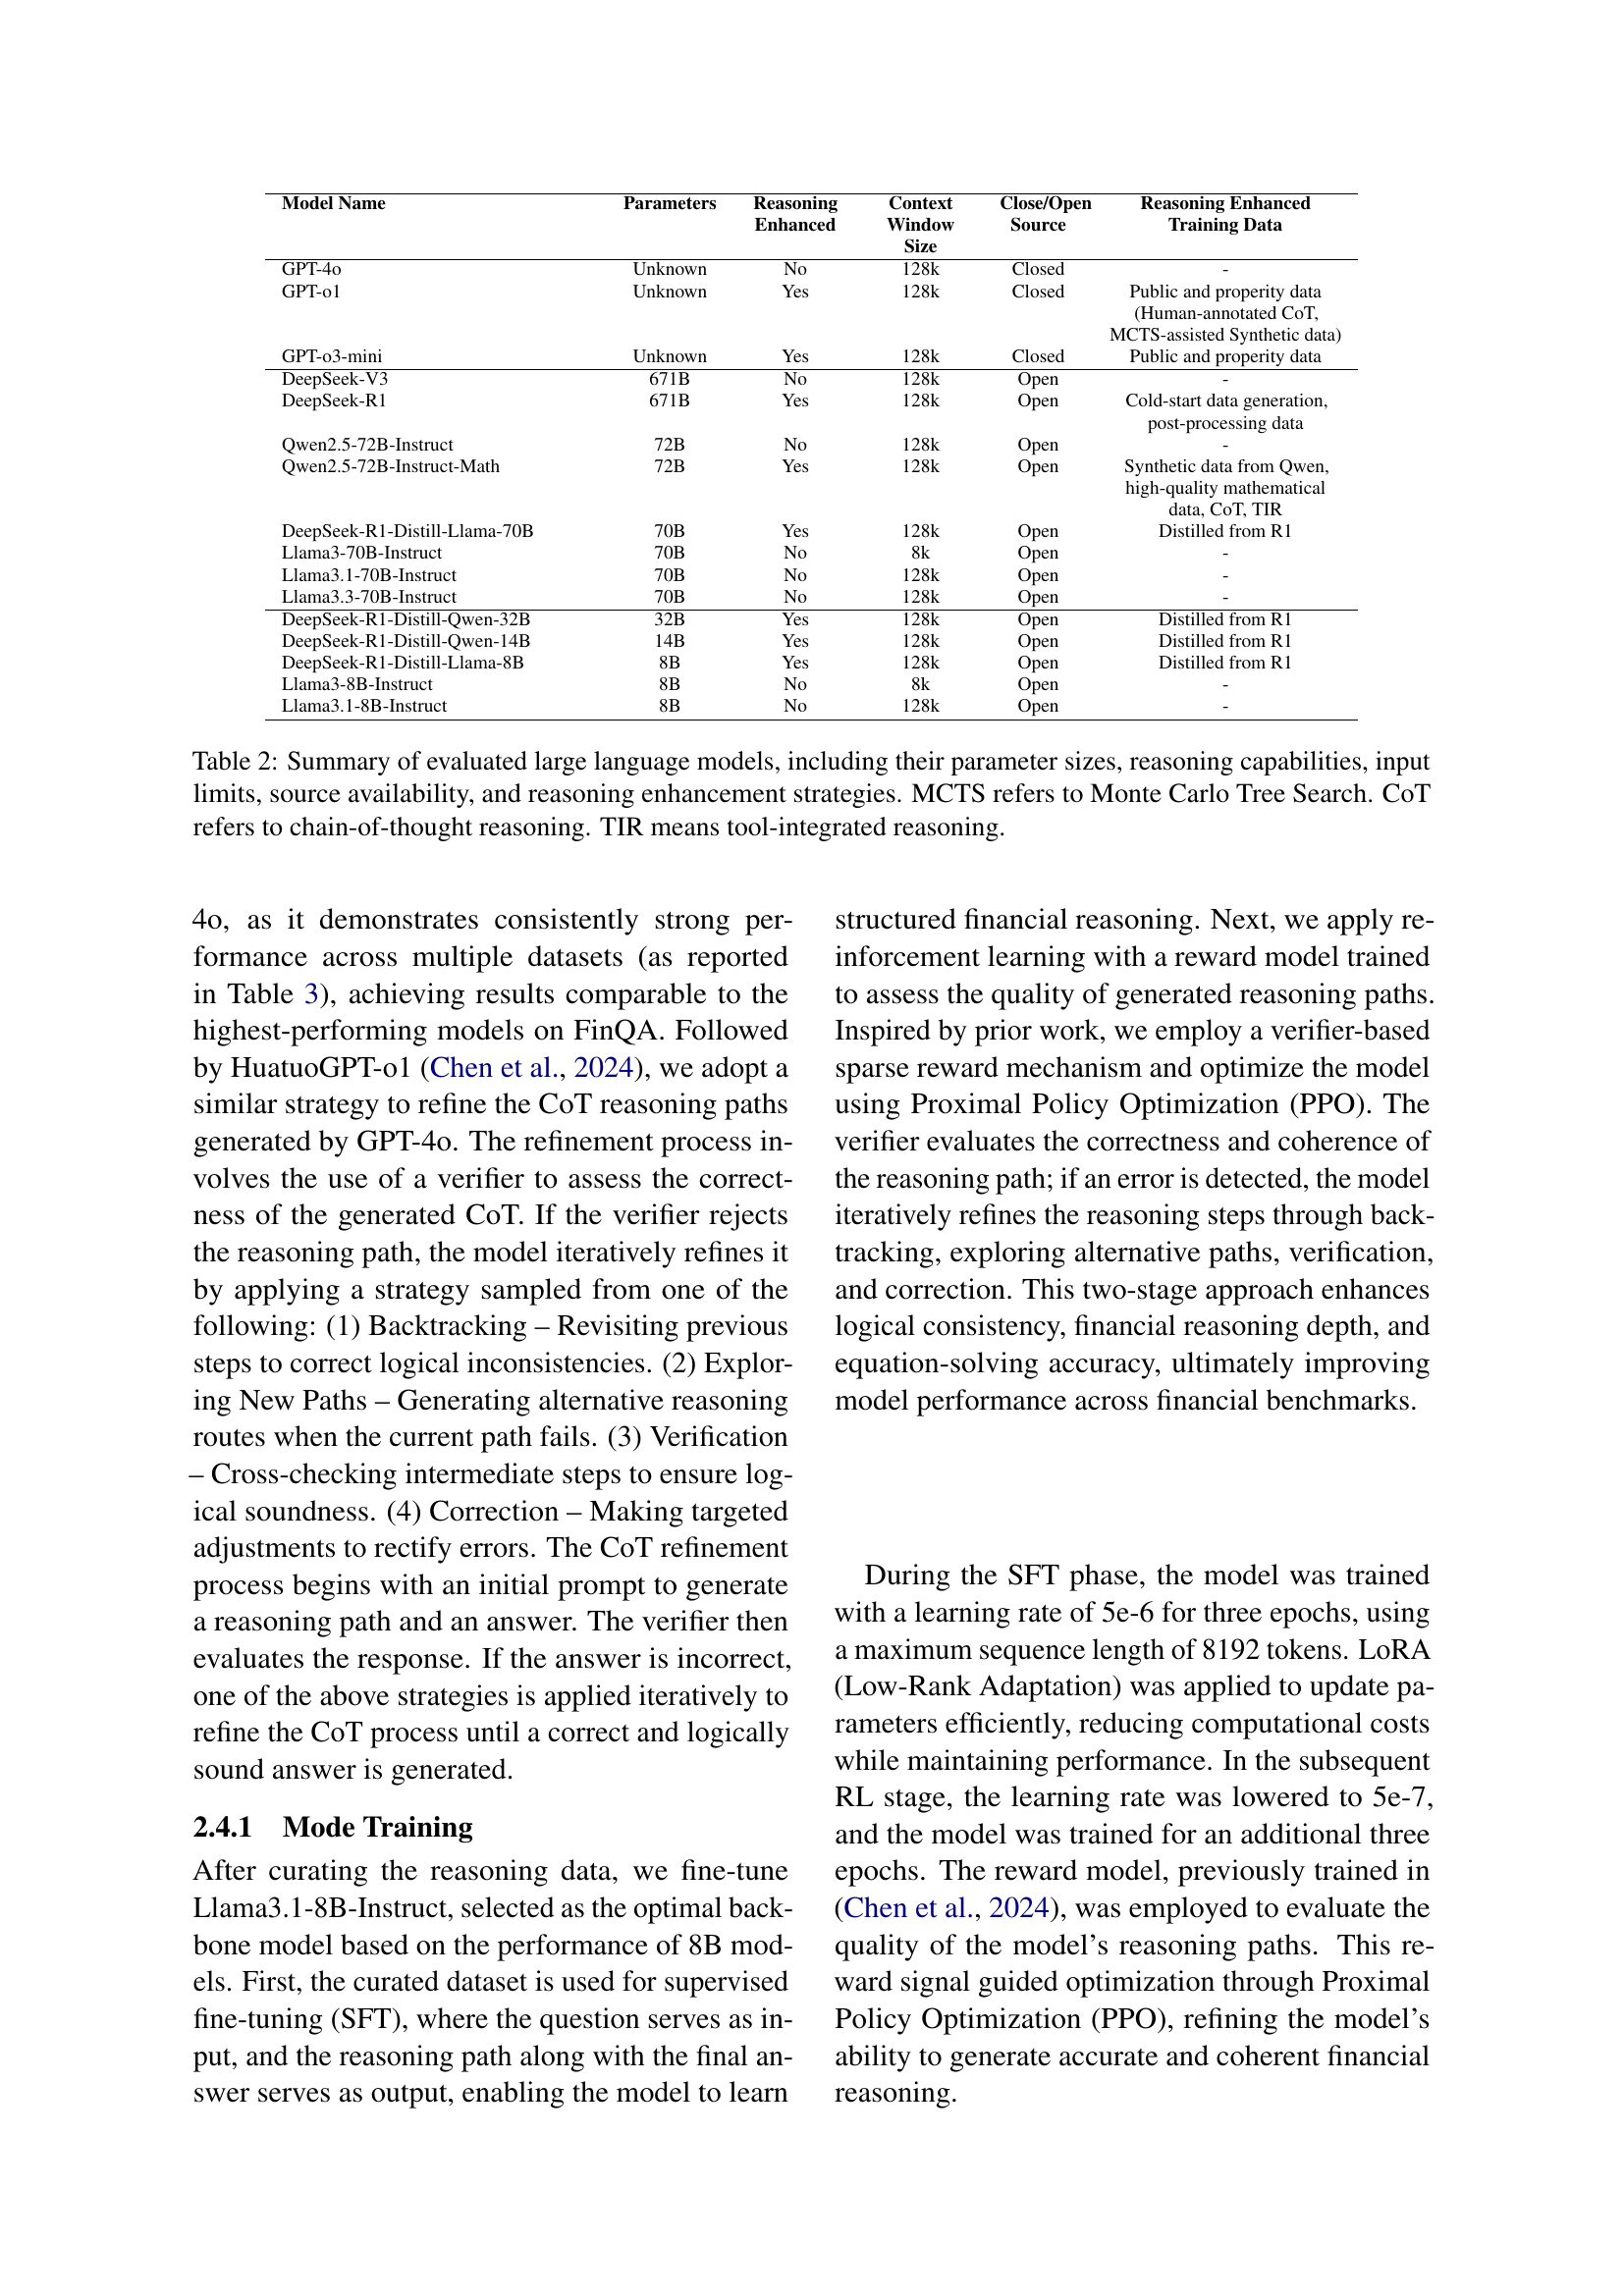 Model Name Parameters Reasoning Enhanced Context Window Size Close/Open Source Reasoning Enhanced Training Data
GPT-4o Unknown No 128k Closed -
GPT-o1 Unknown Yes 128k Closed Public and properity data
(Human-annotated CoT,
MCTS-assisted Synthetic data)
GPT-o3-mini Unknown Yes 128k Closed Public and properity data
DeepSeek-V3 671B No 128k Open -
DeepSeek-R1 671B Yes 128k Open Cold-start data generation,
post-processing data
Qwen2.5-72B-Instruct 72B No 128k Open -
Qwen2.5-72B-Instruct-Math 72B Yes 128k Open Synthetic data from Qwen,
high-quality mathematical
data, CoT, TIR
DeepSeek-R1-Distill-Llama-70B 70B Yes 128k Open Distilled from R1
Llama3-70B-Instruct 70B No 8k Open -
Llama3.1-70B-Instruct 70B No 128k Open -
Llama3.3-70B-Instruct 70B No 128k Open -
DeepSeek-R1-Distill-Qwen-32B 32B Yes 128k Open Distilled from R1
DeepSeek-R1-Distill-Qwen-14B 14B Yes 128k Open Distilled from R1
DeepSeek-R1-Distill-Llama-8B 8B Yes 128k Open Distilled from R1
Llama3-8B-Instruct 8B No 8k Open -
Llama3.1-8B-Instruct 8B No 128k Open -
Table 2: Summary of evaluated large language models, including their parameter sizes, reasoning capabilities, input
limits, source availability, and reasoning enhancement strategies. MCTS refers to Monte Carlo Tree Search. CoT
refers to chain-of-thought reasoning. TIR means tool-integrated reasoning.
4o, as it demonstrates consistently strong per-
formance across multiple datasets (as reported
in Table 3), achieving results comparable to the
highest-performing models on FinQA. Followed
by HuatuoGPT-o1 (Chen et al., 2024), we adopt a
similar strategy to refine the CoT reasoning paths
generated by GPT-4o. The refinement process in-
volves the use of a verifier to assess the correct-
ness of the generated CoT. If the verifier rejects
the reasoning path, the model iteratively refines it
by applying a strategy sampled from one of the
following: (1) Backtracking – Revisiting previous
steps to correct logical inconsistencies. (2) Explor-
ing New Paths – Generating alternative reasoning
routes when the current path fails. (3) Verification
– Cross-checking intermediate steps to ensure log-
ical soundness. (4) Correction – Making targeted
adjustments to rectify errors. The CoT refinement
process begins with an initial prompt to generate
a reasoning path and an answer. The verifier then
evaluates the response. If the answer is incorrect,
one of the above strategies is applied iteratively to
refine the CoT process until a correct and logically
sound answer is generated.
2.4.1 Mode Training
After curating the reasoning data, we fine-tune
Llama3.1-8B-Instruct, selected as the optimal back-
bone model based on the performance of 8B mod-
els. First, the curated dataset is used for supervised
fine-tuning (SFT), where the question serves as in-
put, and the reasoning path along with the final an-
swer serves as output, enabling the model to learn
structured financial reasoning. Next, we apply re-
inforcement learning with a reward model trained
to assess the quality of generated reasoning paths.
Inspired by prior work, we employ a verifier-based
sparse reward mechanism and optimize the model
using Proximal Policy Optimization (PPO). The
verifier evaluates the correctness and coherence of
the reasoning path; if an error is detected, the model
iteratively refines the reasoning steps through back-
tracking, exploring alternative paths, verification,
and correction. This two-stage approach enhances
logical consistency, financial reasoning depth, and
equation-solving accuracy, ultimately improving
model performance across financial benchmarks.
During the SFT phase, the model was trained
with a learning rate of 5e-6 for three epochs, using
a maximum sequence length of 8192 tokens. LoRA
(Low-Rank Adaptation) was applied to update pa-
rameters efficiently, reducing computational costs
while maintaining performance. In the subsequent
RL stage, the learning rate was lowered to 5e-7,
and the model was trained for an additional three
epochs. The reward model, previously trained in
(Chen et al., 2024), was employed to evaluate the
quality of the model's reasoning paths. This re-
ward signal guided optimization through Proximal
Policy Optimization (PPO), refining the model's
ability to generate accurate and coherent financial
reasoning.